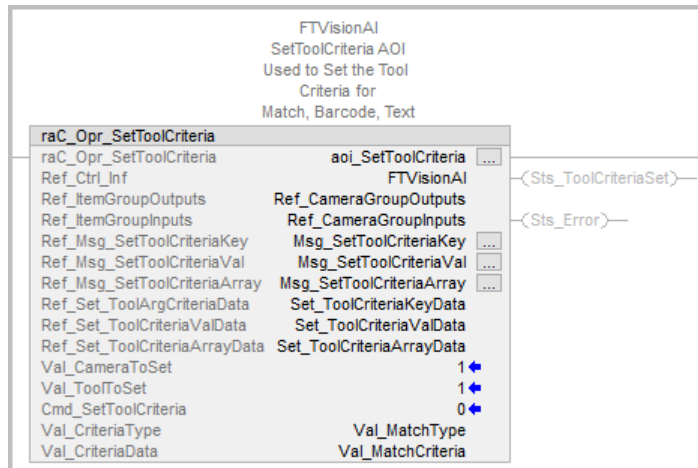 FTVisionAI
SetToolCriteria AOI
Used to Set the Tool
Criteria for
Match, Barcode, Text
raC_Opr_SetToolCriteria
raC_Opr_SetToolCriteria aoi_SetToolCriteria ...
Ref_Ctrl_Inf FTVisionAI (Sts_ToolCriteriaSet)
Ref_ItemGroupOutputs Ref_CameraGroupOutputs
Ref_ItemGroupInputs Ref_CameraGroupInputs (Sts_Error)
Ref_Msg_SetToolCriteriaKey Msg_SetToolCriteriaKey ...
Ref_Msg_SetToolCriteriaVal Msg_SetToolCriteriaVal ...
Ref_Msg_SetToolCriteriaArray Msg_SetToolCriteriaArray ...
Ref_Set_ToolArgCriteriaData Set_ToolCriteriaKeyData
Ref_Set_ToolCriteriaValData Set_ToolCriteriaValData
Ref_Set_ToolCriteriaArrayData Set_ToolCriteriaArrayData
Val_CameraToSet 1
Val_ToolToSet 1
Cmd_SetToolCriteria 0
Val_CriteriaType Val_MatchType
Val_CriteriaData Val_MatchCriteria